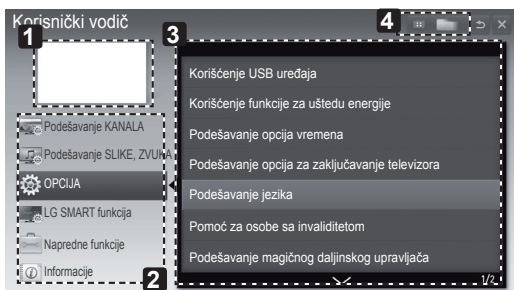 Korisnički vodič
4
1
3
Korišćenje USB uređaja
Korišćenje funkcije za uštedu energije
Podešavanje KANALA
Podešavanje opcija vremena
Podešavanje SLIKE, ZVUKA
Podešavanje opcija za zaključavanje televizora
OPCIJA
Podešavanje jezika
LG SMART funkcija
Pomoć za osobe sa invaliditetom
Napredne funkcije
Podešavanje magičnog daljinskog upravljača
Informacije
2
1/2